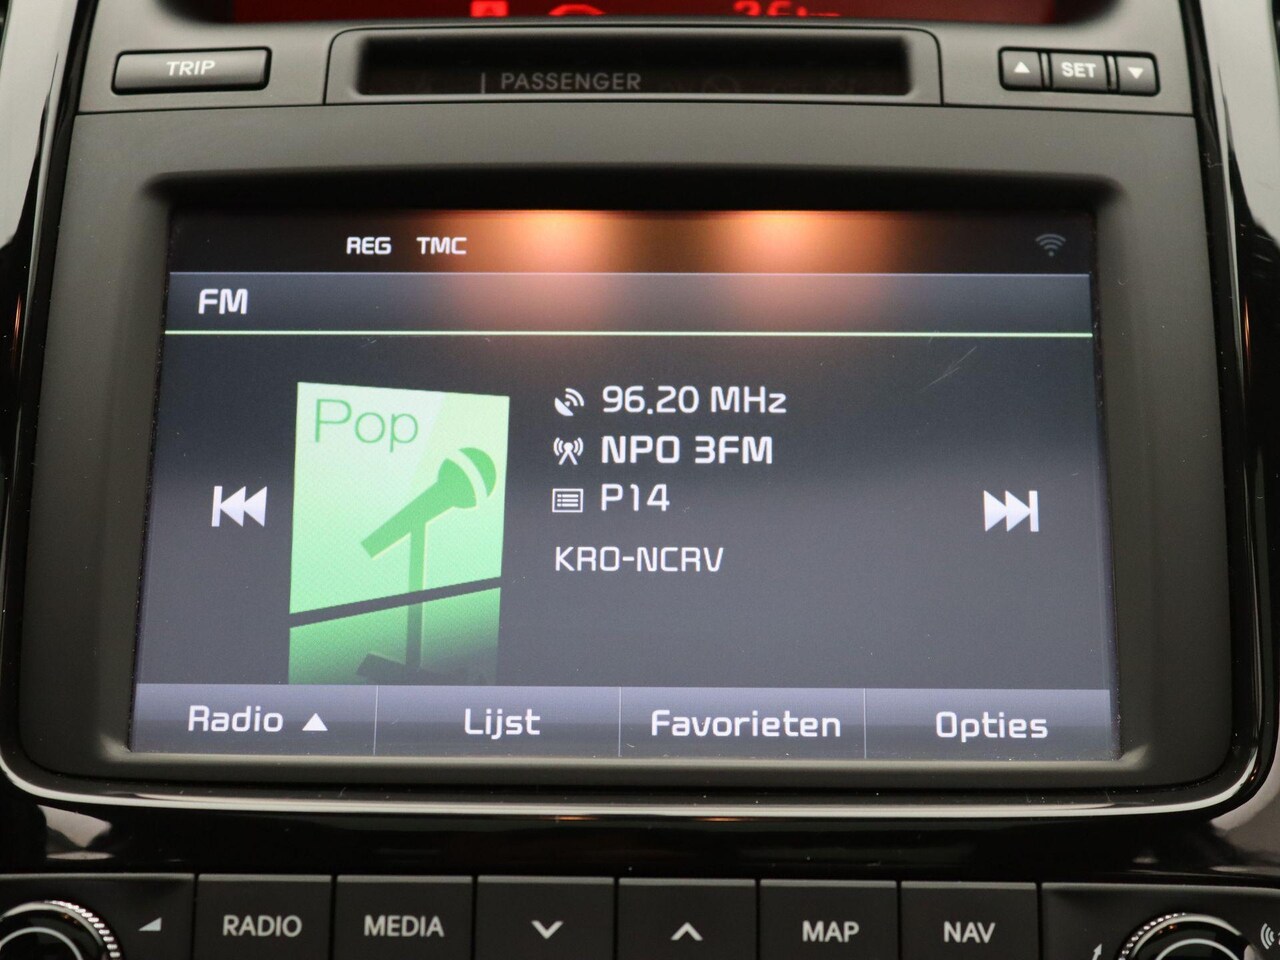 TRIP
PASSENGER
SET
REG TMC
FM
Pop
96.20 MHz
NPO 3FM
P14
KRO-NCRV
Radio
Lijst
Favorieten
Opties
RADIO
MEDIA
MAP
NAV